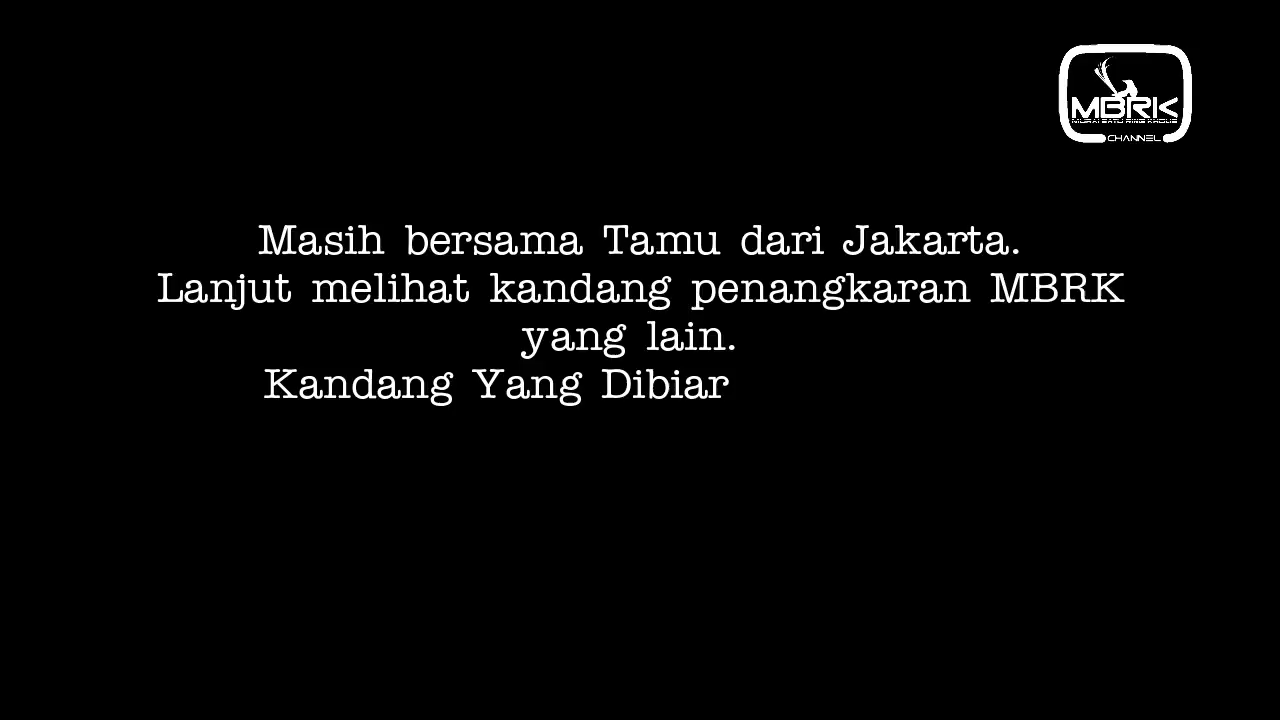 MBRK
CHANNEL
Masih bersama Tamu dari Jakarta.
Lanjut melihat kandang penangkaran MBRK
yang lain.
Kandang Yang Dibiar